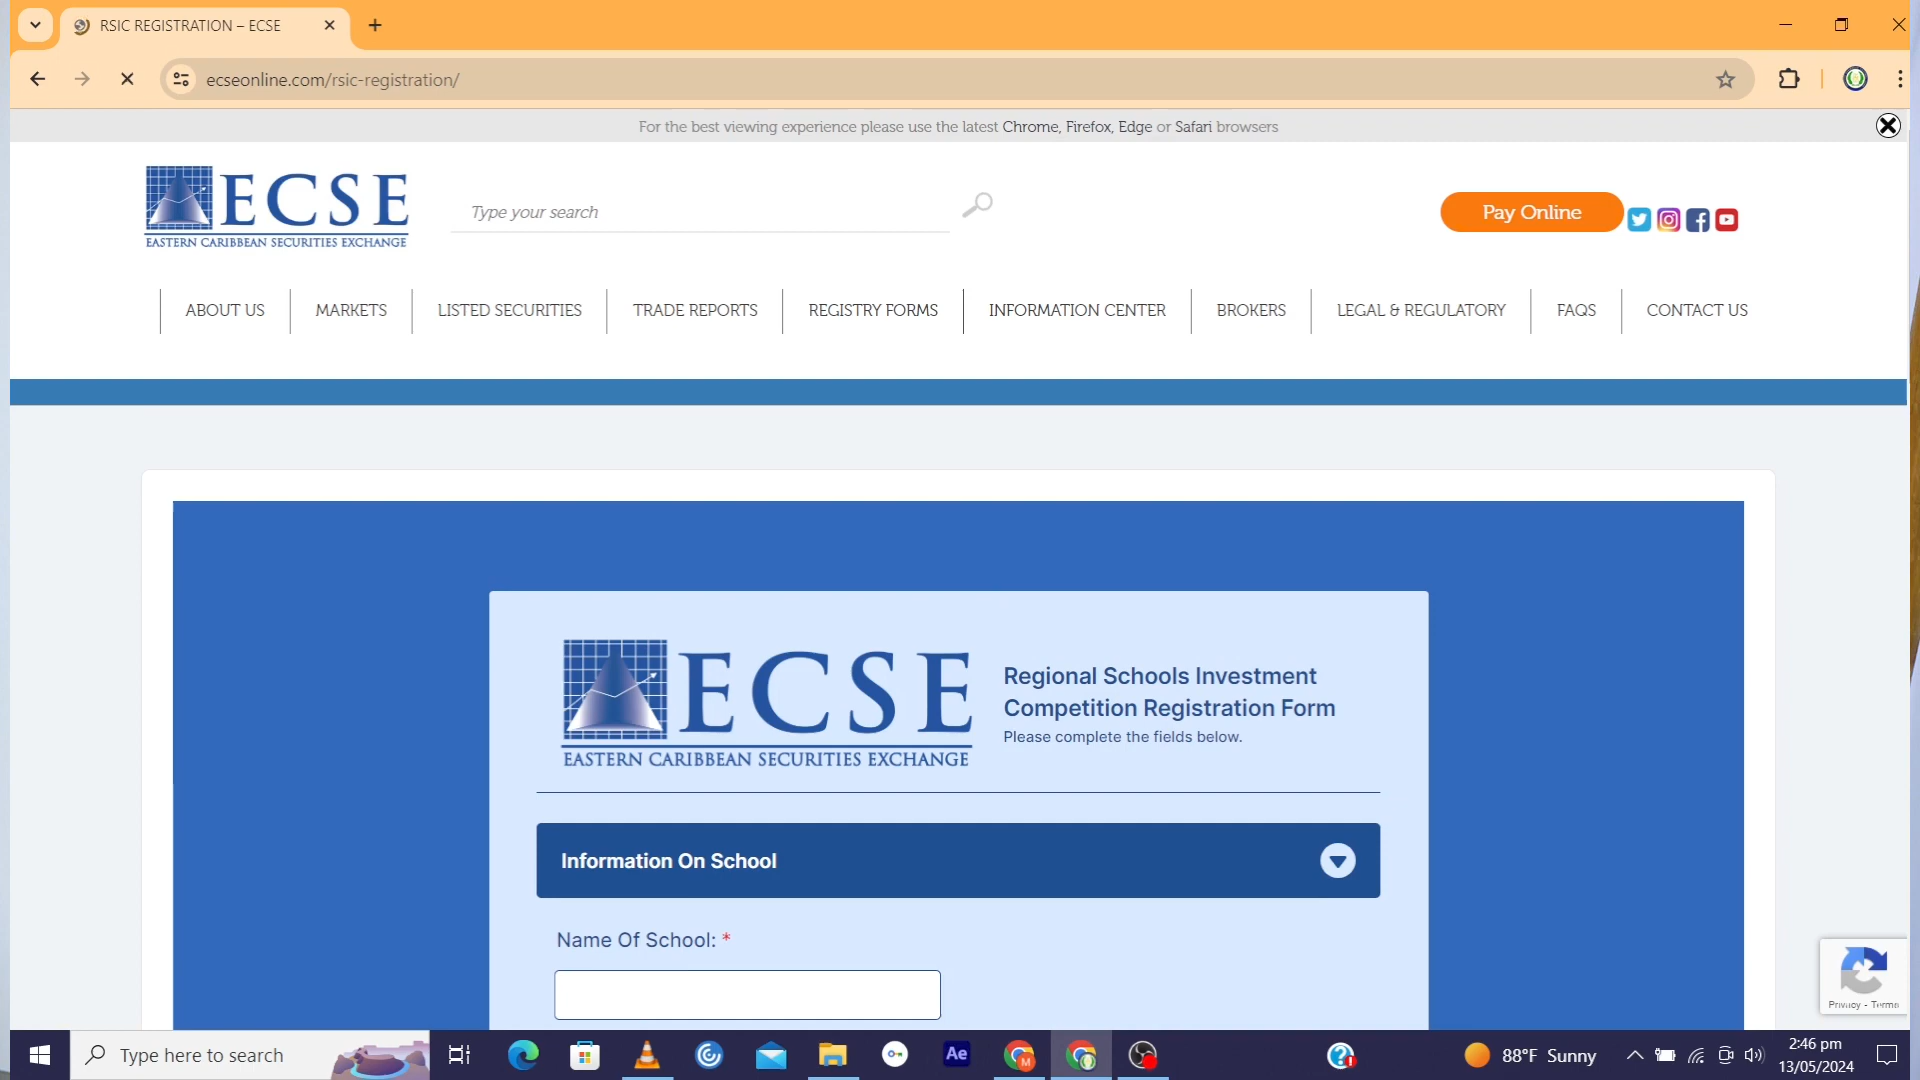 RSIC REGISTRATION – ECSE
ecseonline.com/rsic-registration/
For the best viewing experience please use the latest Chrome, Firefox, Edge or Safari browsers
ECSE
EASTERN CARIBBEAN SECURITIES EXCHANGE
Type your search
Pay Online
ABOUT US
MARKETS
LISTED SECURITIES
TRADE REPORTS
REGISTRY FORMS
INFORMATION CENTER
BROKERS
LEGAL & REGULATORY
FAQS
CONTACT US
ECSE
EASTERN CARIBBEAN SECURITIES EXCHANGE
Regional Schools Investment
Competition Registration Form
Please complete the fields below.
Information On School
Name Of School: *
Privacy - Terms
Type here to search
Ae
M
88°F Sunny
2:46 pm
13/05/2024